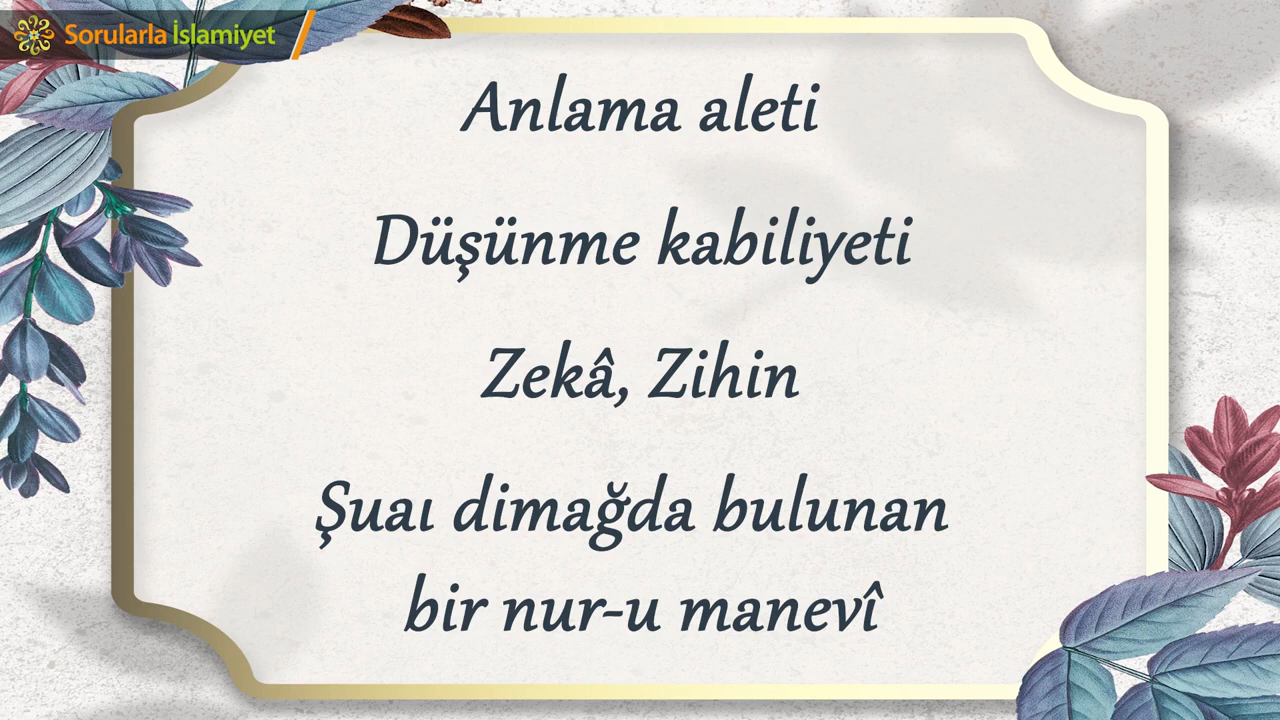 Sorularla İslamiyet
Anlama aleti
Düşünme kabiliyeti
Zekâ, Zihin
Şuaı dimağda bulunan
bir nur-u manevî